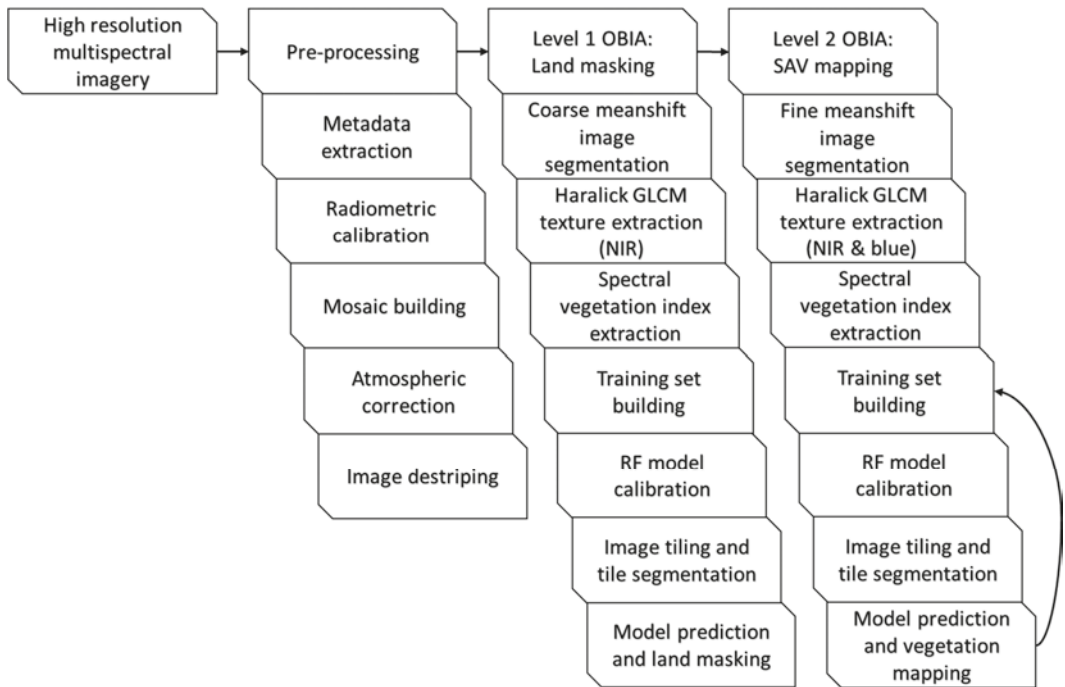 High resolution
multispectral
imagery
Pre-processing
Metadata
extraction
Radiometric
calibration
Mosaic building
Atmospheric
correction
Image destriping
Level 1 OBIA:
Land masking
Coarse meanshift
image
segmentation
Haralick GLCM
texture extraction
(NIR)
Spectral
vegetation index
extraction
Training set
building
RF model
calibration
Image tiling and
tile segmentation
Model prediction
and land masking
Level 2 OBIA:
SAV mapping
Fine meanshift
image
segmentation
Haralick GLCM
texture extraction
(NIR & blue)
Spectral
vegetation index
extraction
Training set
building
RF model
calibration
Image tiling and
tile segmentation
Model prediction
and vegetation
mapping